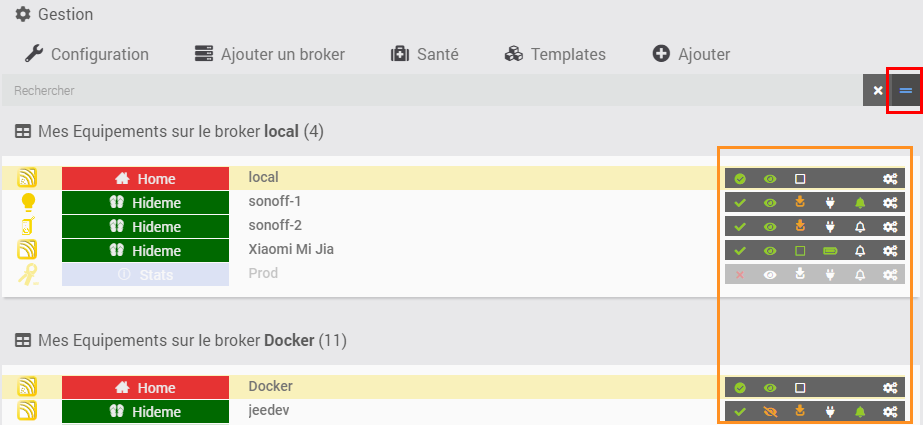 Gestion
Configuration Ajouter un broker Santé Templates Ajouter
Rechercher
Mes Equipements sur le broker local (4)
Home local
Hideme sonoff-1
Hideme sonoff-2
Hideme Xiaomi Mi Jia
Stats Prod
Mes Equipements sur le broker Docker (11)
Home Docker
Hideme jeedev